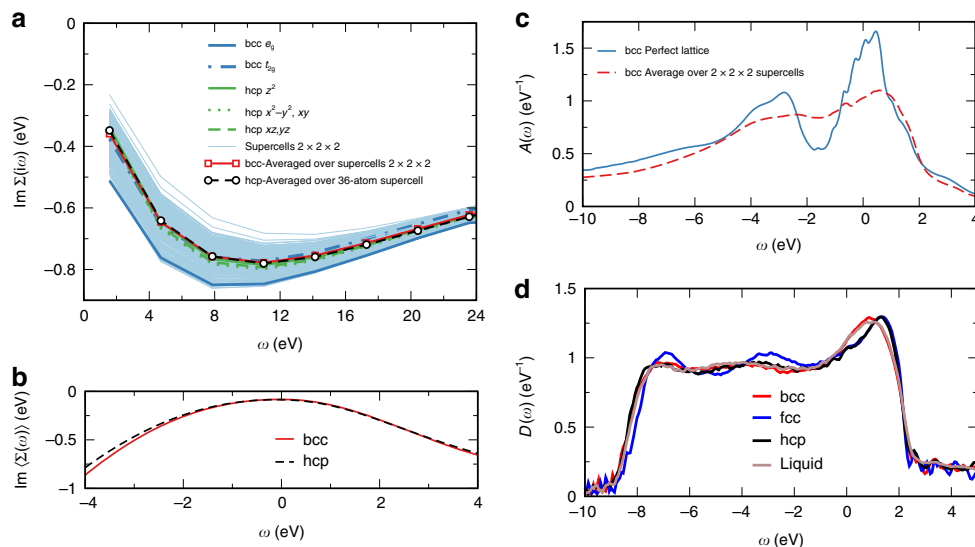 a
0
−0.2
−0.4
−0.6
−0.8
Im Σ(iω) (eV)
bcc e_g
bcc t_2g
hcp z²
hcp x²−y², xy
hcp xz,yz
Supercells 2 × 2 × 2
bcc-Averaged over supercells 2 × 2 × 2
hcp-Averaged over 36-atom supercell
0 4 8 12 16 20 24
ω (eV)
b
0
−0.5
−1
Im ⟨Σ(ω)⟩ (eV)
bcc
hcp
−4 −2 0 2 4
ω (eV)
c
1.5
1
0.5
0
A(ω) (eV⁻¹)
bcc Perfect lattice
bcc Average over 2 × 2 × 2 supercells
−10 −8 −6 −4 −2 0 2 4
ω (eV)
d
1.5
1
0.5
0
D(ω) (eV⁻¹)
bcc
fcc
hcp
Liquid
−10 −8 −6 −4 −2 0 2 4
ω (eV)